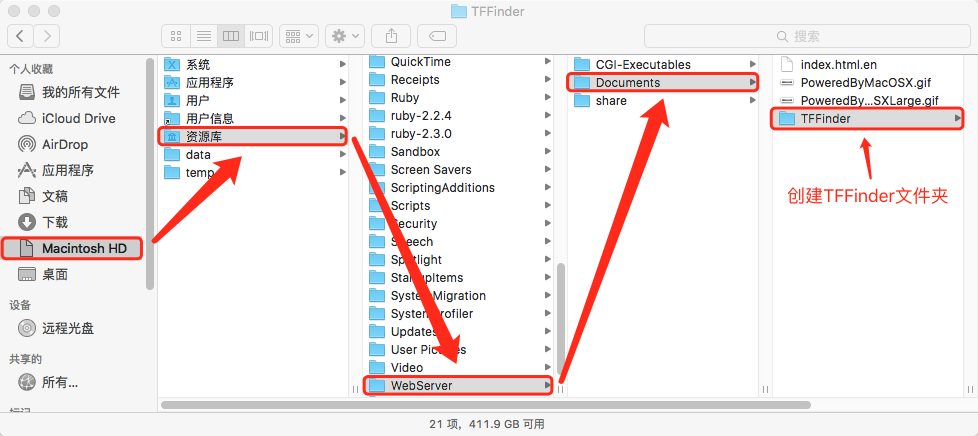 TFFinder
搜索
个人收藏
我的所有文件
iCloud Drive
AirDrop
应用程序
文稿
下载
Macintosh HD
桌面
设备
远程光盘
共享的
所有...
标记
系统
应用程序
用户
用户信息
资源库
data
temp
QuickTime
Receipts
Ruby
ruby-2.2.4
ruby-2.3.0
Sandbox
Screen Savers
ScriptingAdditions
Scripts
Security
Speech
Spotlight
StartupItems
SystemMigration
SystemProfiler
Updates
User Pictures
Video
WebServer
CGI-Executables
Documents
share
index.html.en
PoweredByMacOSX.gif
PoweredBy...SXLarge.gif
TFFinder
创建TFFinder文件夹
21 项，411.9 GB 可用